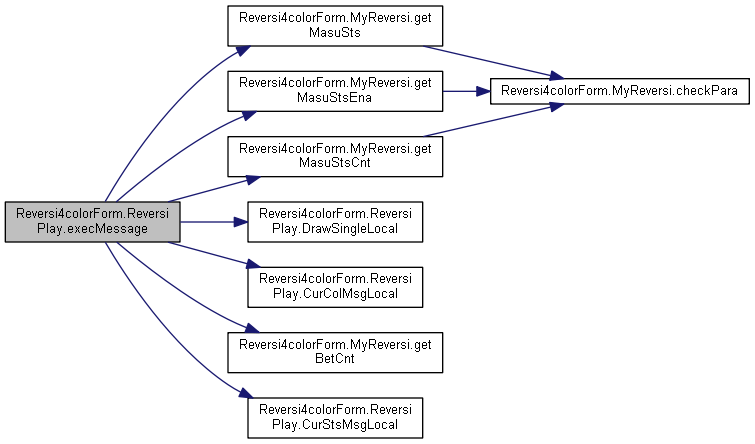 Reversi4colorForm.MyReversi.get
MasuSts
Reversi4colorForm.MyReversi.get
MasuStsEna
Reversi4colorForm.MyReversi.checkPara
Reversi4colorForm.MyReversi.get
MasuStsCnt
Reversi4colorForm.Reversi
Play.execMessage
Reversi4colorForm.Reversi
Play.DrawSingleLocal
Reversi4colorForm.Reversi
Play.CurColMsgLocal
Reversi4colorForm.MyReversi.get
BetCnt
Reversi4colorForm.Reversi
Play.CurStsMsgLocal